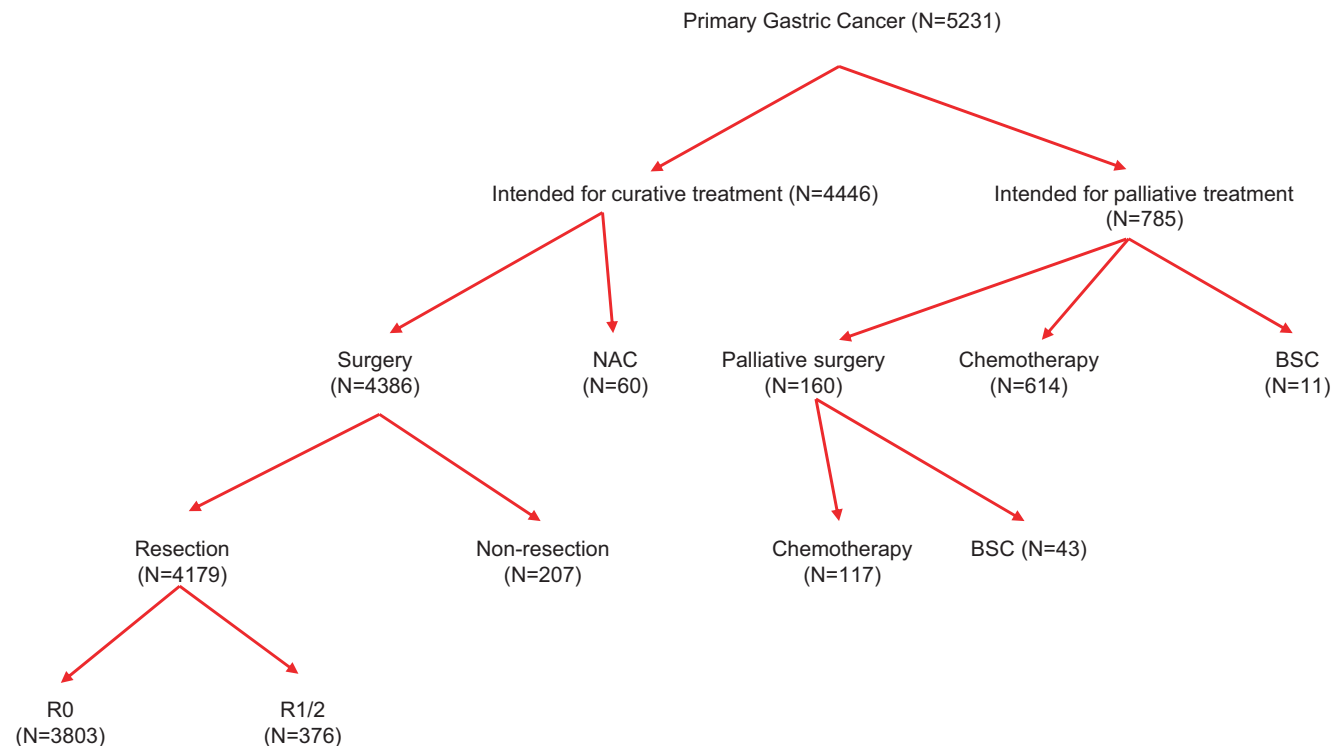 Primary Gastric Cancer (N=5231)
Intended for curative treatment (N=4446)
Intended for palliative treatment
(N=785)
Surgery
(N=4386)
NAC
(N=60)
Palliative surgery
(N=160)
Chemotherapy
(N=614)
BSC
(N=11)
Resection
(N=4179)
Non-resection
(N=207)
Chemotherapy
(N=117)
BSC (N=43)
R0
(N=3803)
R1/2
(N=376)